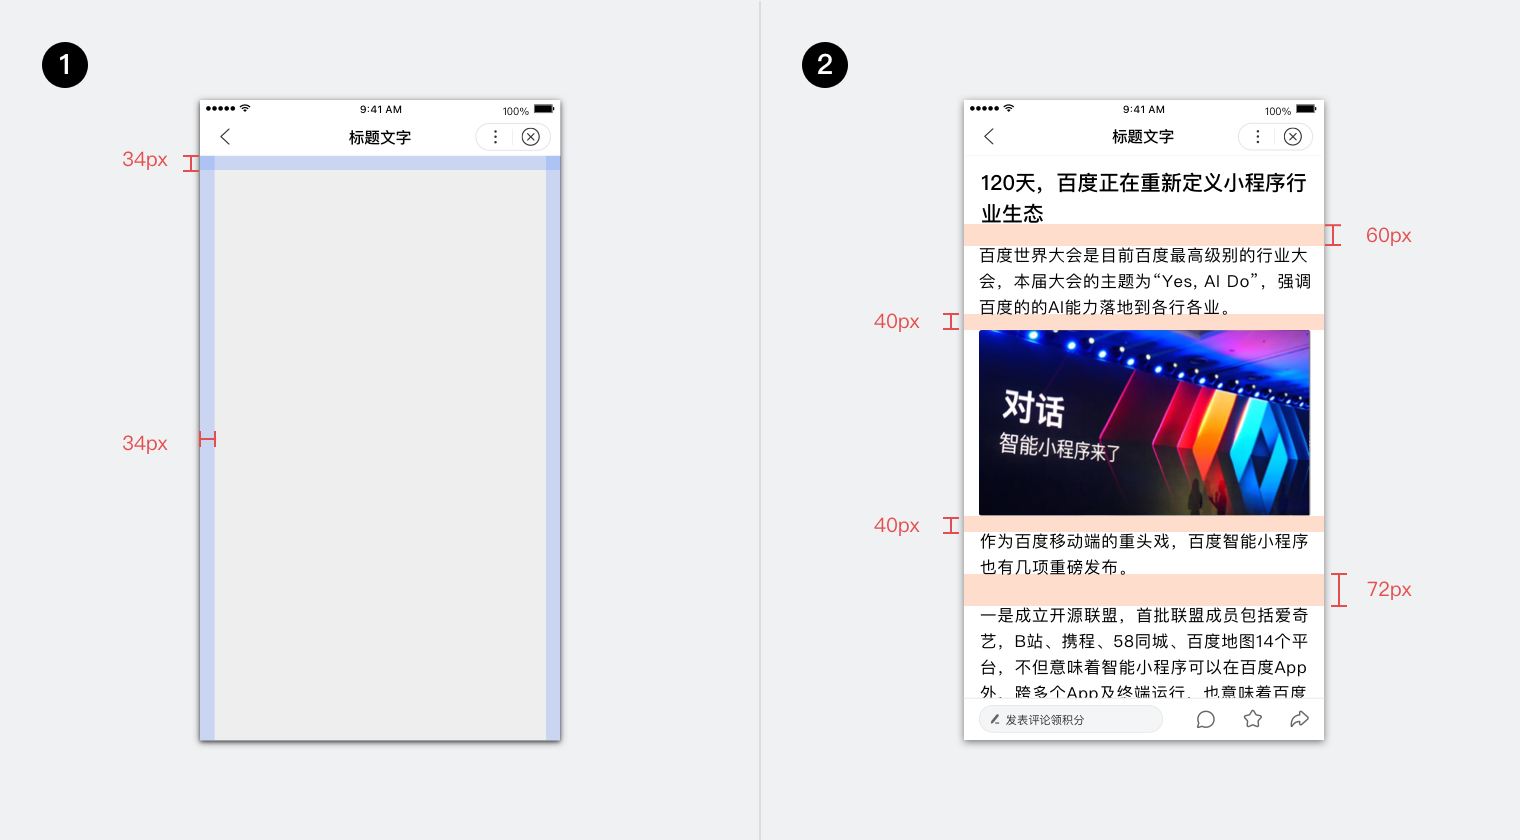 1
9:41 AM
100%
标题文字
34px
34px
2
9:41 AM
100%
标题文字
120天，百度正在重新定义小程序行
业生态
60px
百度世界大会是目前百度最高级别的行业大
会，本届大会的主题为“Yes, AI Do”，强调
百度的的AI能力落地到各行各业。
40px
对话
智能小程序来了
40px
作为百度移动端的重头戏，百度智能小程序
也有几项重磅发布。
72px
一是成立开源联盟，首批联盟成员包括爱奇
艺，B站、携程、58同城、百度地图14个平
台，不但意味着智能小程序可以在百度App
外，跨多个App及终端运行，也意味着百度
发表评论领积分